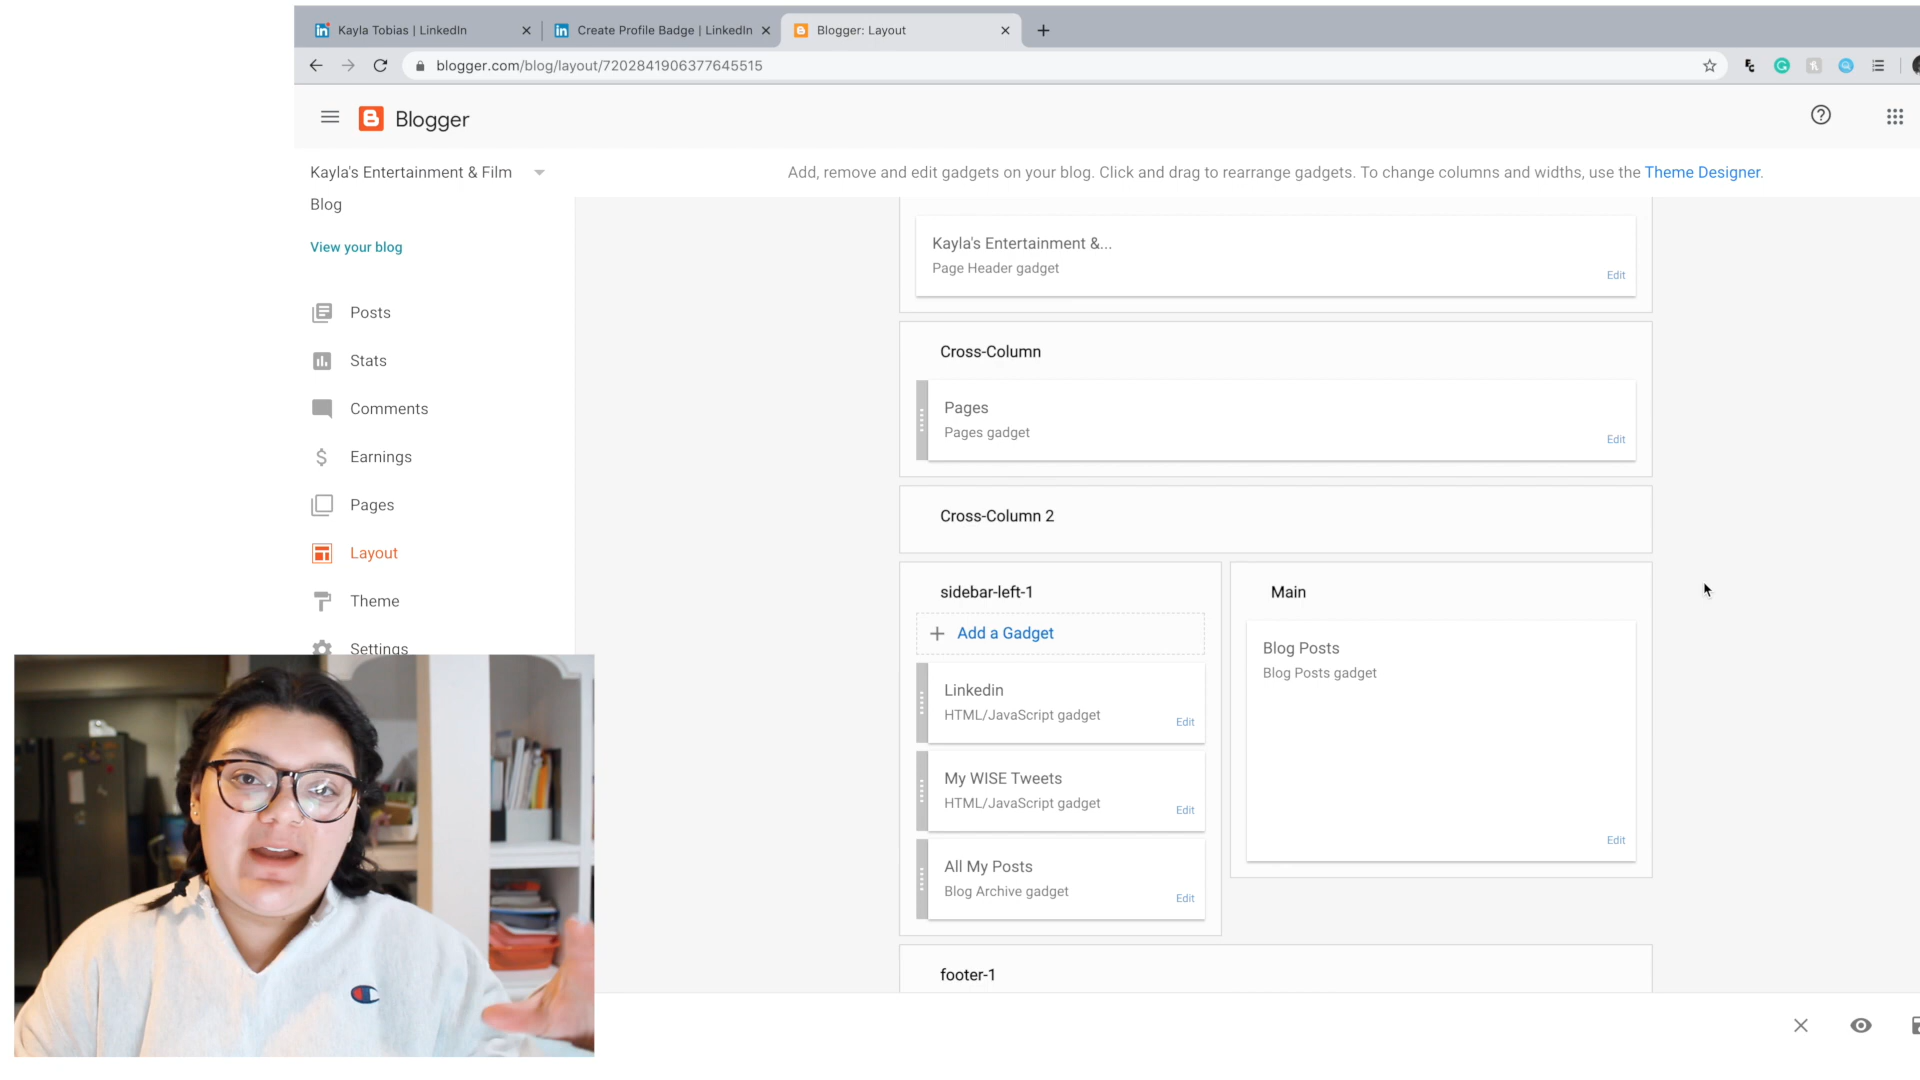 Kayla Tobias | LinkedIn
Create Profile Badge | LinkedIn
Blogger: Layout
blogger.com/blog/layout/7202841906377645515
Blogger
Kayla's Entertainment & Film
Blog
View your blog
Add, remove and edit gadgets on your blog. Click and drag to rearrange gadgets. To change columns and widths, use the Theme Designer.
Posts
Stats
Comments
Earnings
Pages
Layout
Theme
Settings
Kayla's Entertainment &...
Page Header gadget
Edit
Cross-Column
Pages
Pages gadget
Edit
Cross-Column 2
sidebar-left-1
Add a Gadget
Linkedin
HTML/JavaScript gadget
Edit
My WISE Tweets
HTML/JavaScript gadget
Edit
All My Posts
Blog Archive gadget
Edit
Main
Blog Posts
Blog Posts gadget
Edit
footer-1